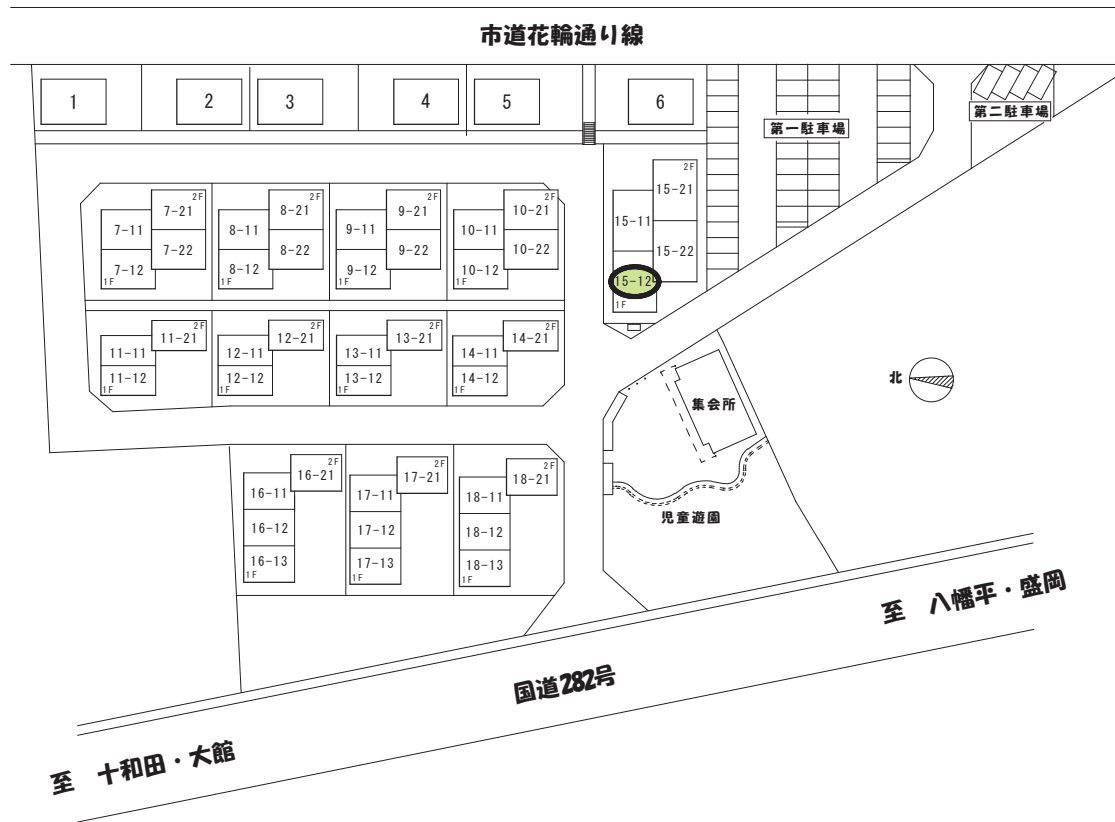 市道花輪通り線
1
2
3
4
5
6
第一駐車場
第二駐車場
2F
7-21
7-11
7-22
7-12
1F
2F
8-21
8-11
8-22
8-12
1F
2F
9-21
9-11
9-22
9-12
1F
2F
10-21
10-11
10-22
10-12
1F
2F
15-21
15-11
15-22
15-12
1F
2F
11-21
11-11
11-12
1F
2F
12-21
12-11
12-12
1F
2F
13-21
13-11
13-12
1F
2F
14-21
14-11
14-12
1F
北
集会所
児童遊園
2F
16-21
16-11
16-12
16-13
1F
2F
17-21
17-11
17-12
17-13
1F
2F
18-21
18-11
18-12
18-13
1F
至 八幡平・盛岡
国道282号
至 十和田・大館